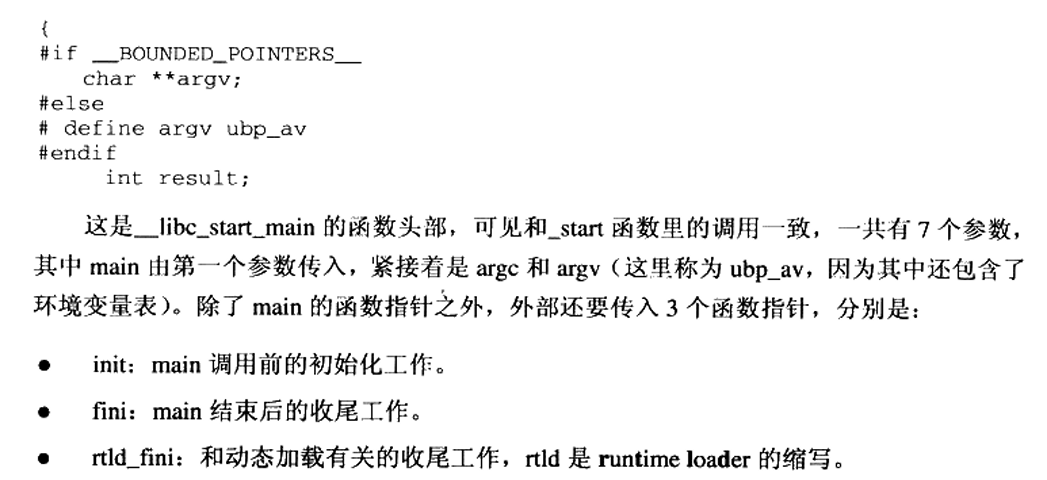 {
#if __BOUNDED_POINTERS__
char **argv;
#else
# define argv ubp_av
#endif
int result;
这是__libc_start_main 的函数头部，可见和_start 函数里的调用一致，一共有 7 个参数，
其中 main 由第一个参数传入，紧接着是 argc 和 argv（这里称为 ubp_av，因为其中还包含了
环境变量表）。除了 main 的函数指针之外，外部还要传入 3 个函数指针，分别是：
● init：main 调用前的初始化工作。
● fini：main 结束后的收尾工作。
● rtld_fini：和动态加载有关的收尾工作，rtld 是 runtime loader 的缩写。